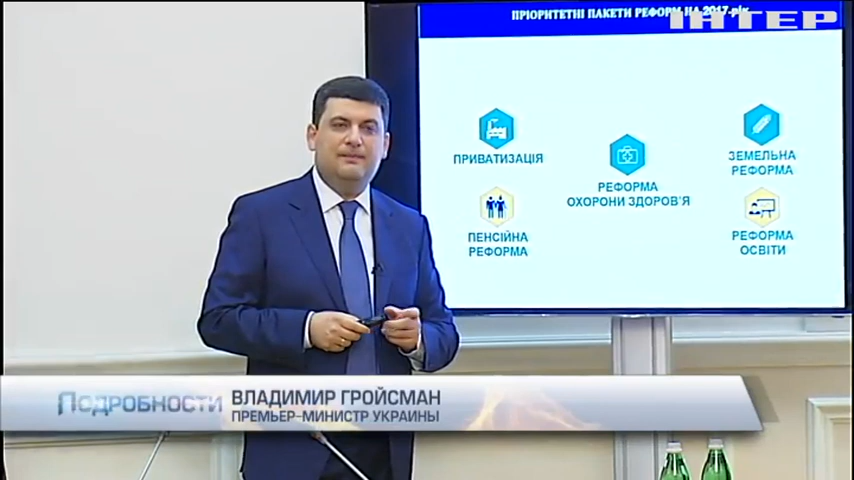 ПРІОРИТЕТНІ ПАКЕТИ РЕФОРМ НА 2017-рік
ІНТЕР
ПРИВАТИЗАЦІЯ
РЕФОРМА
ОХОРОНИ ЗДОРОВ'Я
ЗЕМЕЛЬНА
РЕФОРМА
ПЕНСІЙНА
РЕФОРМА
РЕФОРМА
ОСВІТИ
ПОДРОБНОСТИ
ВЛАДИМИР ГРОЙСМАН
ПРЕМЬЕР-МИНИСТР УКРАИНЫ